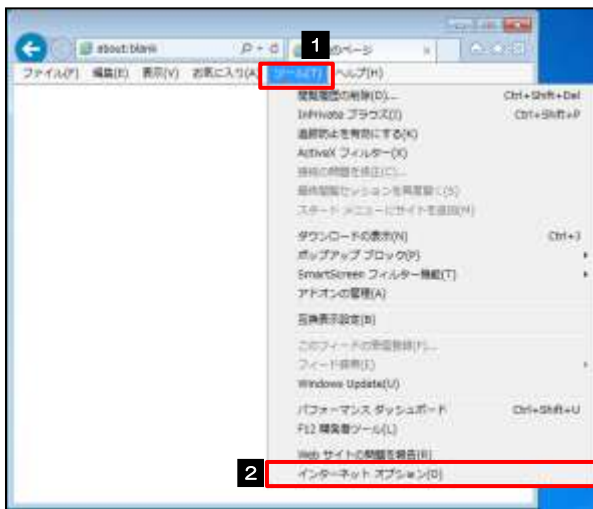 about:blank
1
ファイル(F) 編集(E) 表示(V) お気に入り(A) ツール(T) ヘルプ(H)
閲覧履歴の削除(D)... Ctrl+Shift+Del
InPrivate ブラウズ(I) Ctrl+Shift+P
追跡防止を有効にする(K)
ActiveX フィルター(X)
接続の問題を修正(C)...
最終閲覧セッションを再度開く(S)
スタート メニューにサイトを追加(M)
ダウンロードの表示(N) Ctrl+J
ポップアップ ブロック(P)
SmartScreen フィルター機能(T)
アドオンの管理(A)
互換表示設定(B)
このフィードの受信登録(F)...
フィード探索(E)
Windows Update(U)
パフォーマンス ダッシュボード Ctrl+Shift+U
F12 開発者ツール(L)
Web サイトの問題を報告(R)
2 インターネット オプション(O)